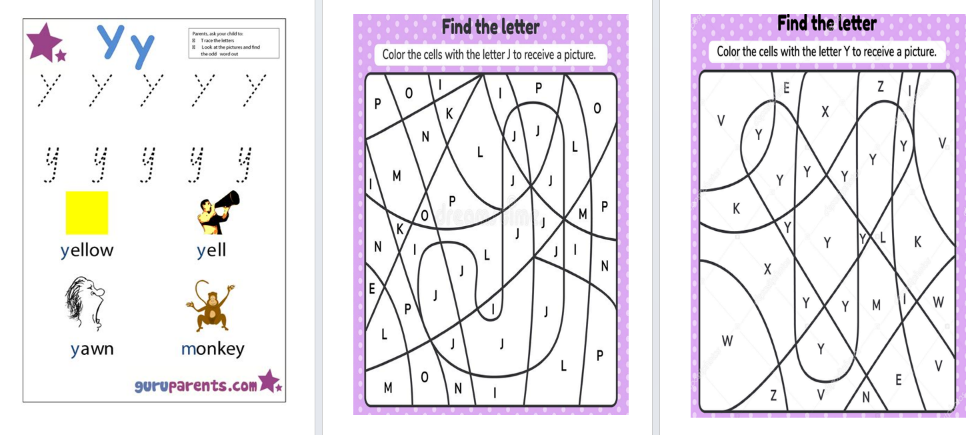 Yy
Parents, ask your child to:
Trace the letters
Look at the pictures and find
the odd word out
Y Y Y Y Y
y y y y y
yellow
yell
yawn
monkey
guruparents.com
Find the letter
Color the cells with the letter J to receive a picture.
P O I I P O
K
N J J
L L
M J J
I
O P M P
K J J
N I L J I N
J
E J
P I J
L J J
P
O L
M N I
Find the letter
Color the cells with the letter Y to receive a picture.
E Z I
V X
Y Y V
Y
Y Y Y
K
Y Y Y L K
X
Y Y M I W
W Y
V
E
Z V N